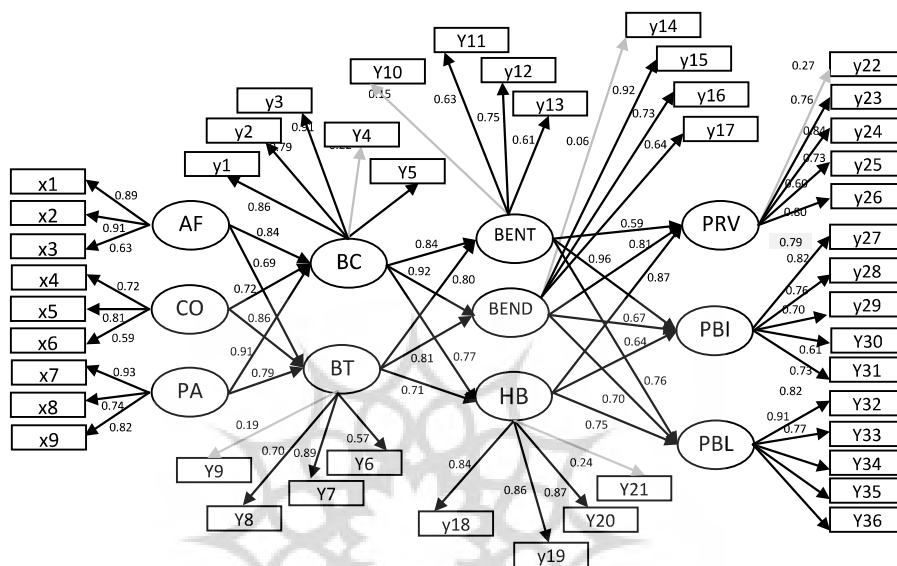 y14
Y11
y15
0.27
y22
Y10
y12
0.92
y16
0.76
y23
y3
0.15
0.63
0.75
y13
0.73
y17
0.84
y24
y2
0.91
Y4
0.61
0.06
0.64
0.73
y25
y1
Y5
0.60
y26
0.86
0.80
x1
0.89
x2
0.91
AF
0.84
BENT
0.59
PRV
x3
0.63
BC
0.84
0.81
0.79
y27
0.69
0.92
0.80
0.96
0.87
0.82
y28
x4
0.72
0.72
0.76
x5
0.81
CO
0.86
BEND
0.67
PBI
0.70
y29
x6
0.59
0.64
Y30
x7
0.93
0.91
BT
0.81
0.77
0.61
Y31
x8
0.74
PA
0.79
0.71
HB
0.76
0.73
x9
0.82
0.70
0.82
Y32
0.19
0.75
PBL
0.91
Y33
0.70
0.57
0.77
Y34
Y9
0.89
Y6
0.84
0.24
Y21
Y35
Y7
0.86
0.87
Y36
Y8
y18
Y20
y19